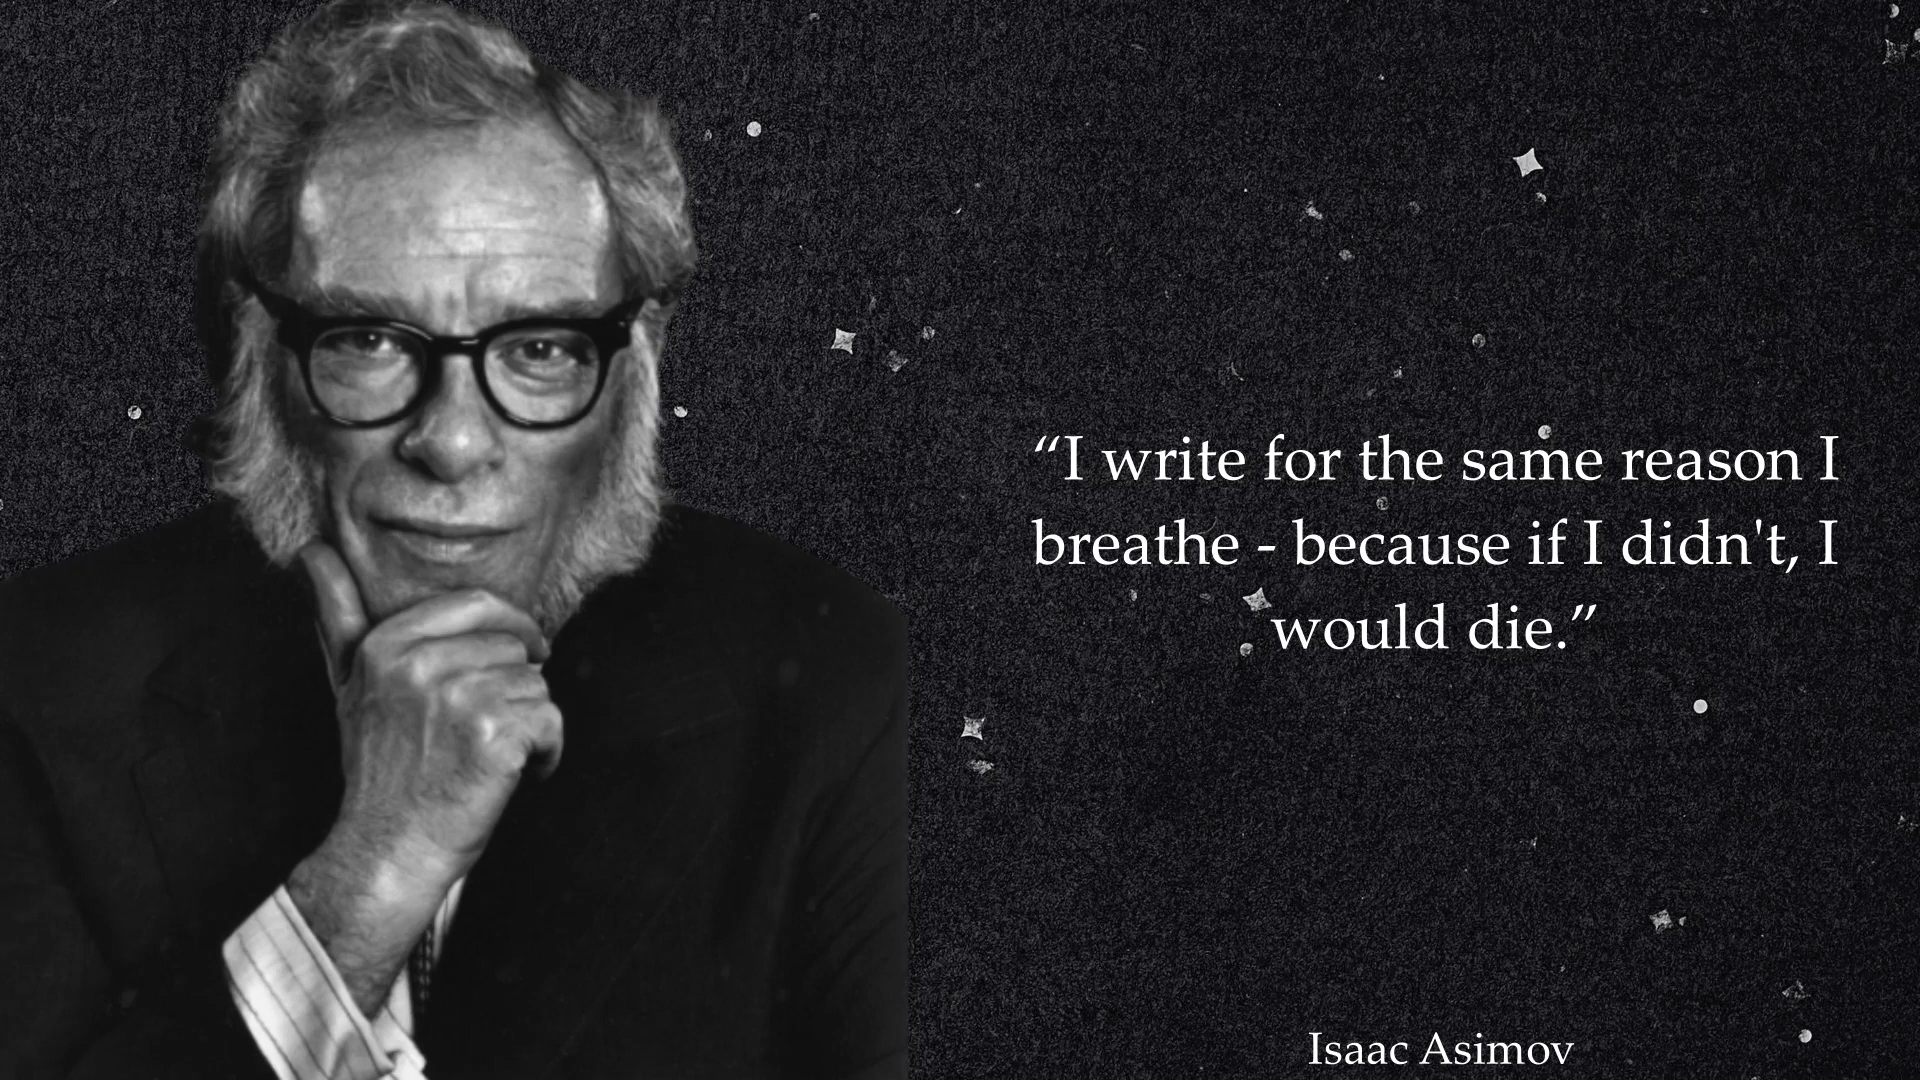 “I write for the same reason I
breathe - because if I didn't, I
would die.”
Isaac Asimov